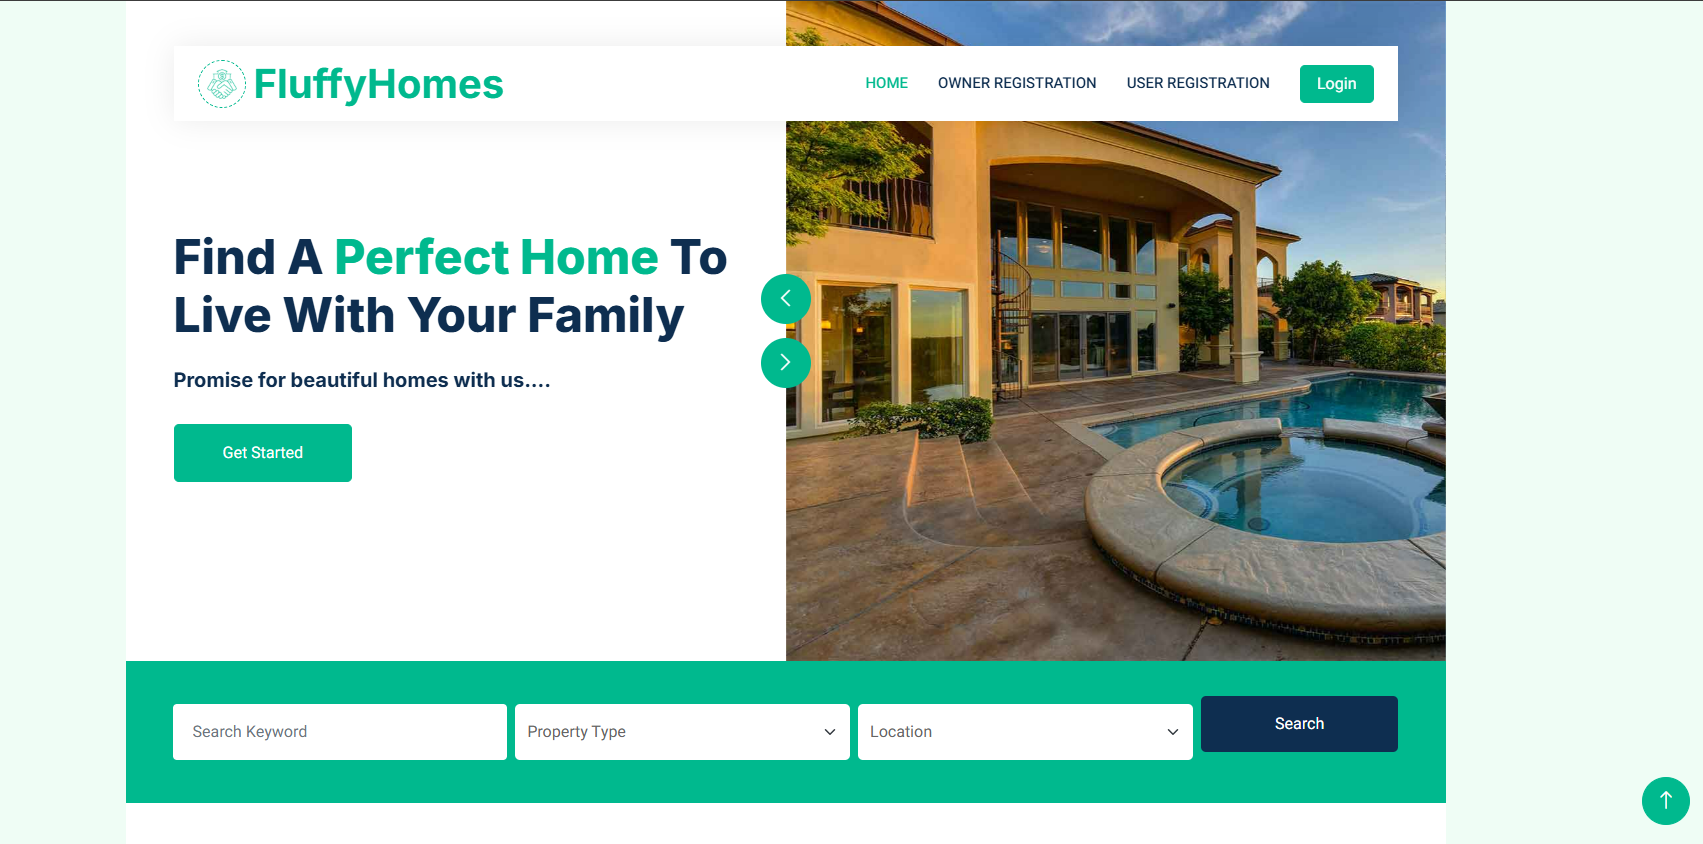 FluffyHomes
HOME OWNER REGISTRATION USER REGISTRATION Login
Find A Perfect Home To
Live With Your Family
Promise for beautiful homes with us....
Get Started
Search Keyword Property Type Location Search